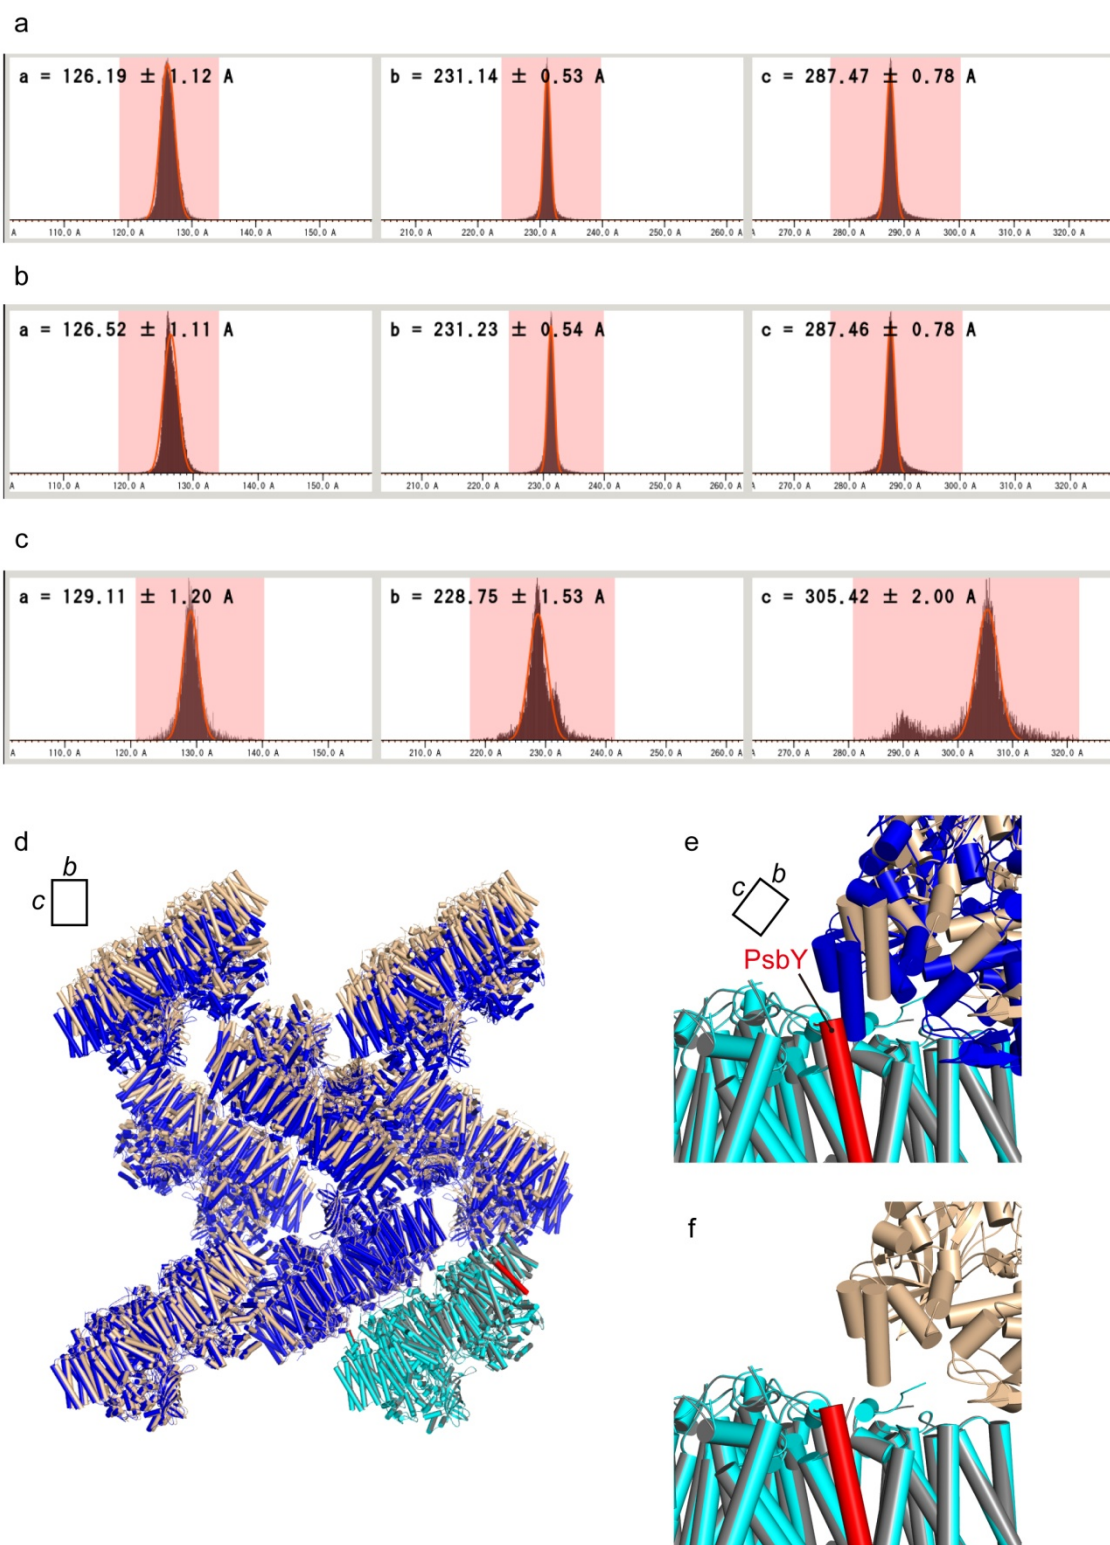 a
a = 126.19 ± 1.12 A b = 231.14 ± 0.53 A c = 287.47 ± 0.78 A
A 110.0 A 120.0 A 130.0 A 140.0 A 150.0 A 210.0 A 220.0 A 230.0 A 240.0 A 250.0 A 260.0 A A 270.0 A 280.0 A 290.0 A 300.0 A 310.0 A 320.0 A
b
a = 126.52 ± 1.11 A b = 231.23 ± 0.54 A c = 287.46 ± 0.78 A
A 110.0 A 120.0 A 130.0 A 140.0 A 150.0 A 210.0 A 220.0 A 230.0 A 240.0 A 250.0 A 260.0 A 270.0 A 280.0 A 290.0 A 300.0 A 310.0 A 320.0 A
c
a = 129.11 ± 1.20 A b = 228.75 ± 1.53 A c = 305.42 ± 2.00 A
A 110.0 A 120.0 A 130.0 A 140.0 A 150.0 A 210.0 A 220.0 A 230.0 A 240.0 A 250.0 A 260.0 A 270.0 A 280.0 A 290.0 A 300.0 A 310.0 A 320.0 A
d
b
c
e
b
c
PsbY
f